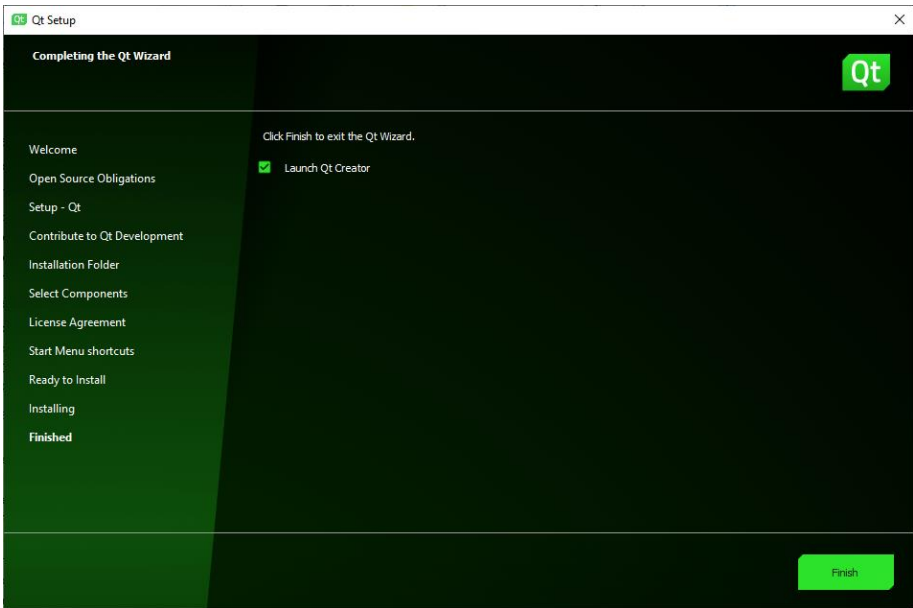 Qt Qt Setup
Completing the Qt Wizard
Qt
Click Finish to exit the Qt Wizard.
Launch Qt Creator
Welcome
Open Source Obligations
Setup - Qt
Contribute to Qt Development
Installation Folder
Select Components
License Agreement
Start Menu shortcuts
Ready to Install
Installing
Finished
Finish